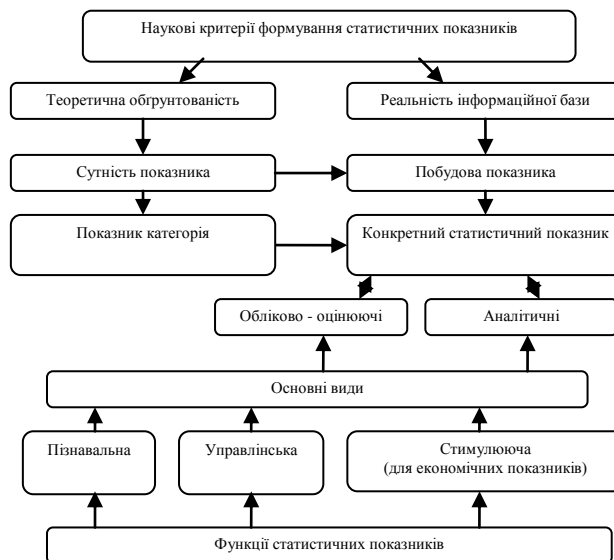 Наукові критерії формування статистичних показників
Теоретична обґрунтованість
Реальність інформаційної бази
Сутність показника
Побудова показника
Показник категорія
Конкретний статистичний показник
Обліково - оцінюючі
Аналітичні
Основні види
Пізнавальна
Управлінська
Стимулююча
(для економічних показників)
Функції статистичних показників